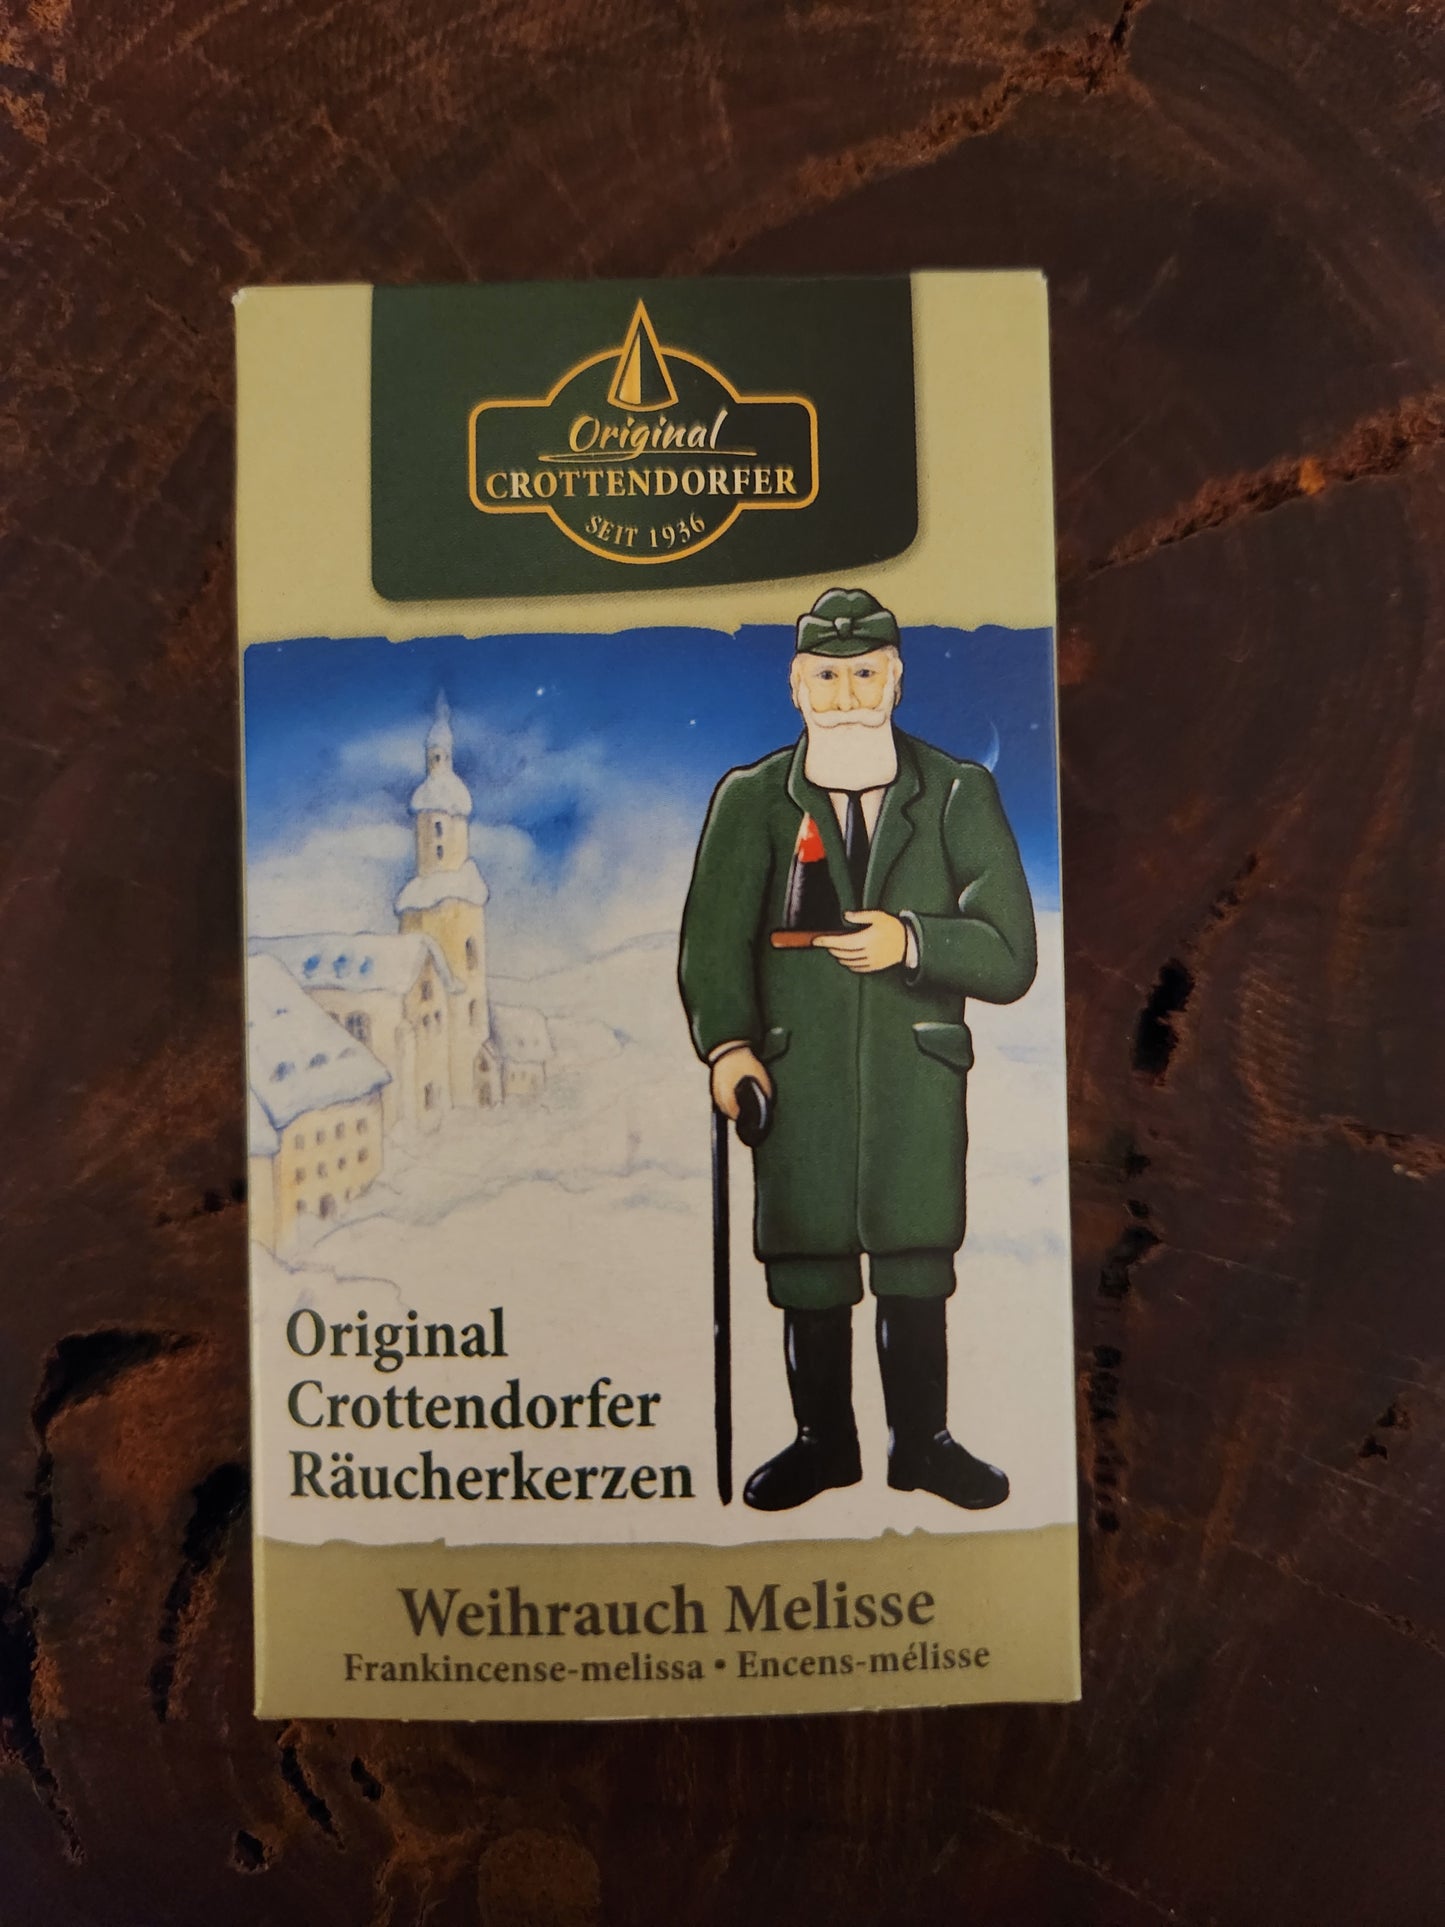 Original
CROTTENDORFER
SEIT 1936
Original
Crottendorfer
Räucherkerzen
Weihrauch Melisse
Frankincense-melissa • Encens-mélisse